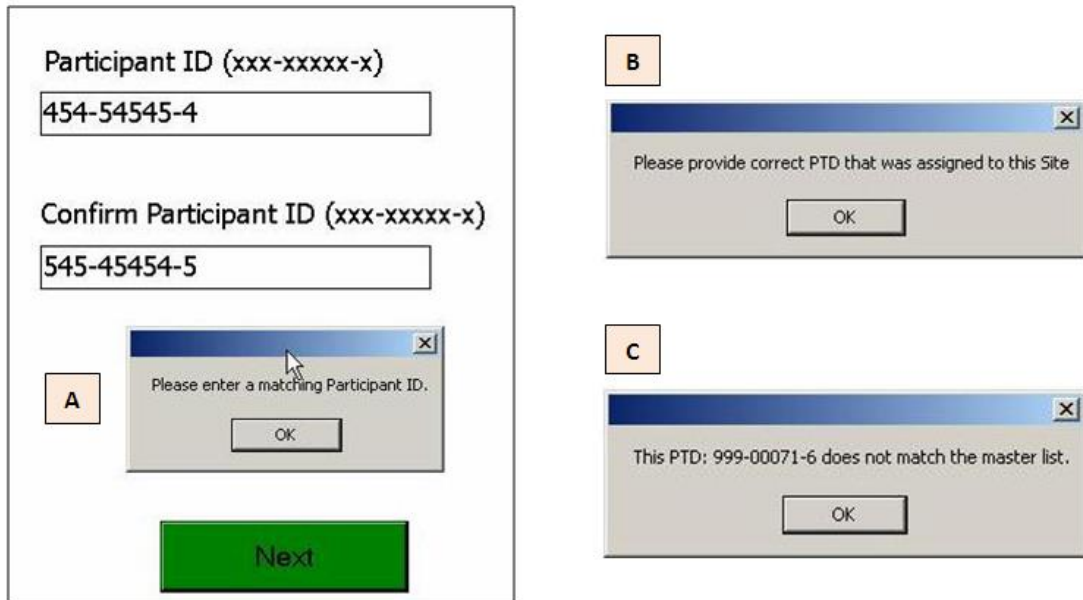 Participant ID (xxx-xxxxx-x)
454-54545-4
Confirm Participant ID (xxx-xxxxx-x)
545-45454-5
A
Please enter a matching Participant ID.
OK
Next
B
Please provide correct PTD that was assigned to this Site
OK
C
This PTD: 999-00071-6 does not match the master list.
OK